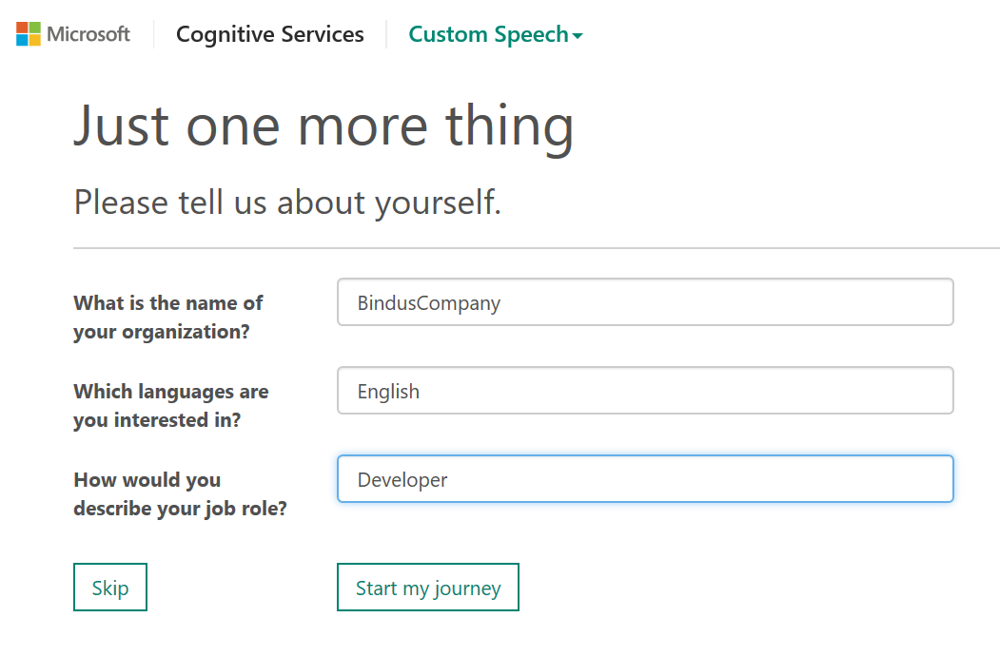 Microsoft Cognitive Services Custom Speech
Just one more thing
Please tell us about yourself.
What is the name of
your organization?
BindusCompany
Which languages are
you interested in?
English
How would you
describe your job role?
Developer
Skip Start my journey